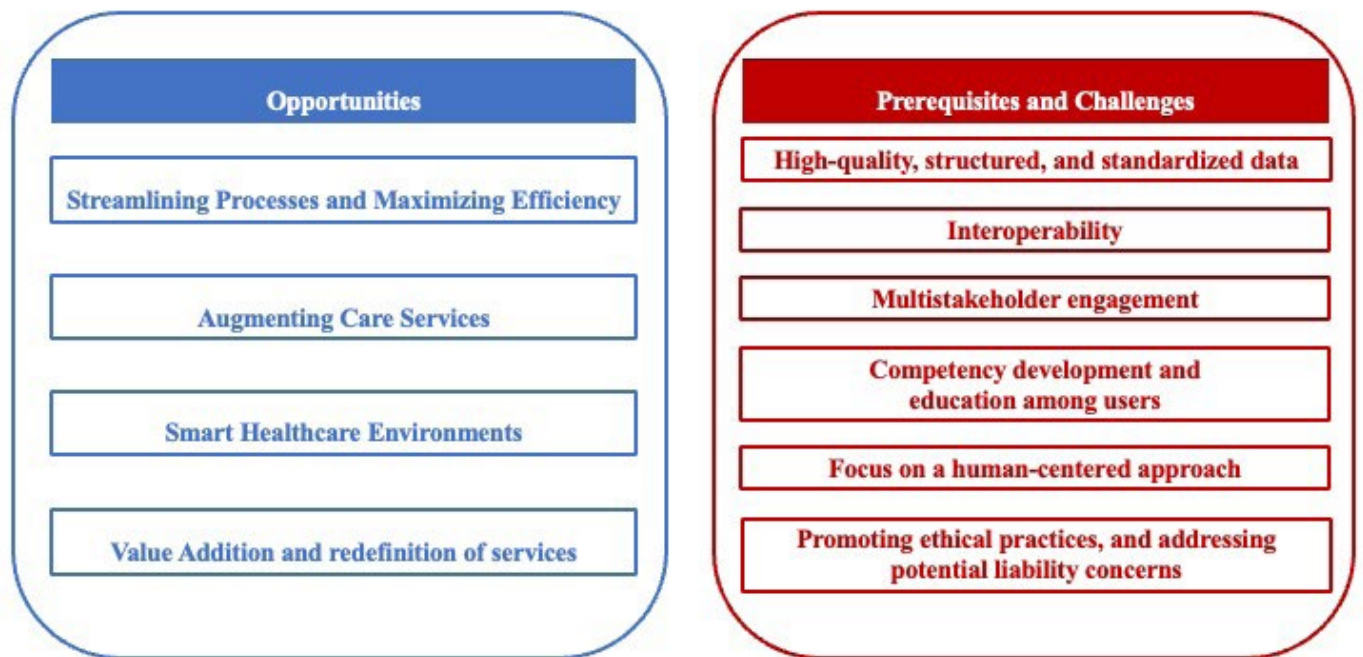 Opportunities
Streamlining Processes and Maximizing Efficiency
Augmenting Care Services
Smart Healthcare Environments
Value Addition and redefinition of services
Prerequisites and Challenges
High-quality, structured, and standardized data
Interoperability
Multistakeholder engagement
Competency development and
education among users
Focus on a human-centered approach
Promoting ethical practices, and addressing
potential liability concerns